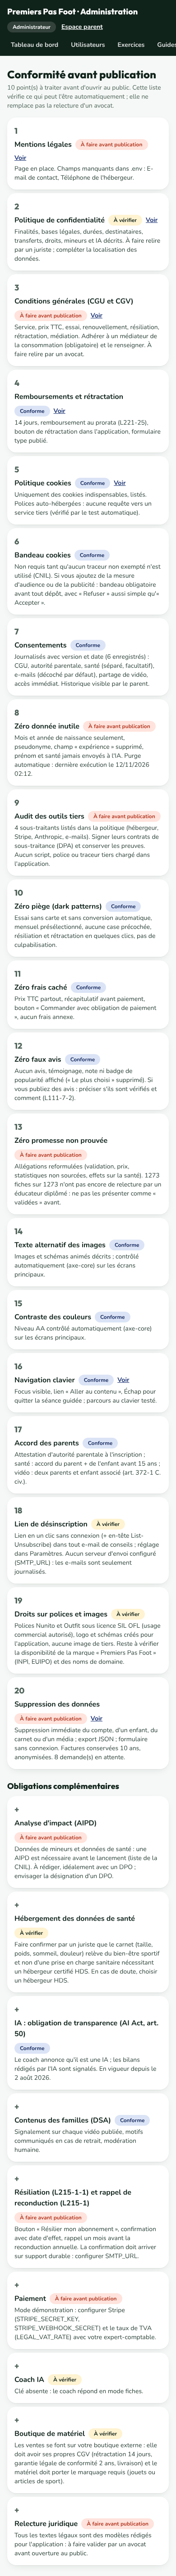 Premiers Pas Foot · Administration
Administrateur Espace parent
Tableau de bord Utilisateurs Exercices Guides
Conformité avant publication
10 point(s) à traiter avant d'ouvrir au public. Cette liste
vérifie ce qui peut l'être automatiquement ; elle ne
remplace pas la relecture d'un avocat.
1
Mentions légales À faire avant publication
Voir
Page en place. Champs manquants dans .env : E-
mail de contact, Téléphone de l'hébergeur.
2
Politique de confidentialité À vérifier Voir
Finalités, bases légales, durées, destinataires,
transferts, droits, mineurs et IA décrits. À faire relire
par un juriste ; compléter la localisation des
données.
3
Conditions générales (CGU et CGV)
À faire avant publication Voir
Service, prix TTC, essai, renouvellement, résiliation,
rétractation, médiation. Adhérer à un médiateur de
la consommation (obligatoire) et le renseigner. À
faire relire par un avocat.
4
Remboursements et rétractation
Conforme Voir
14 jours, remboursement au prorata (L221-25),
bouton de rétractation dans l'application, formulaire
type publié.
5
Politique cookies Conforme Voir
Uniquement des cookies indispensables, listés.
Polices auto-hébergées : aucune requête vers un
service tiers (vérifié par le test automatique).
6
Bandeau cookies Conforme
Non requis tant qu'aucun traceur non exempté n'est
utilisé (CNIL). Si vous ajoutez de la mesure
d'audience ou de la publicité : bandeau obligatoire
avant tout dépôt, avec « Refuser » aussi simple qu'«
Accepter ».
7
Consentements Conforme
Journalisés avec version et date (6 enregistrés) :
CGU, autorité parentale, santé (séparé, facultatif),
e-mails (décoché par défaut), partage de vidéo,
accès immédiat. Historique visible par le parent.
8
Zéro donnée inutile À faire avant publication
Mois et année de naissance seulement,
pseudonyme, champ « expérience » supprimé,
prénom et santé jamais envoyés à l'IA. Purge
automatique : dernière exécution le 12/11/2026
02:12.
9
Audit des outils tiers À faire avant publication
4 sous-traitants listés dans la politique (hébergeur,
Stripe, Anthropic, e-mails). Signer leurs contrats de
sous-traitance (DPA) et conserver les preuves.
Aucun script, police ou traceur tiers chargé dans
l'application.
10
Zéro piège (dark patterns) Conforme
Essai sans carte et sans conversion automatique,
mensuel présélectionné, aucune case précochée,
résiliation et rétractation en quelques clics, pas de
culpabilisation.
11
Zéro frais caché Conforme
Prix TTC partout, récapitulatif avant paiement,
bouton « Commander avec obligation de paiement
», aucun frais annexe.
12
Zéro faux avis Conforme
Aucun avis, témoignage, note ni badge de
popularité affiché (« Le plus choisi » supprimé). Si
vous publiez des avis : préciser s'ils sont vérifiés et
comment (L111-7-2).
13
Zéro promesse non prouvée
À faire avant publication
Allégations reformulées (validation, prix,
statistiques non sourcées, effets sur la santé). 1273
fiches sur 1273 n'ont pas encore de relecture par un
éducateur diplômé : ne pas les présenter comme «
validées » avant.
14
Texte alternatif des images Conforme
Images et schémas animés décrits ; contrôle
automatique (axe-core) sur les écrans
principaux.
15
Contraste des couleurs Conforme
Niveau AA contrôlé automatiquement (axe-core)
sur les écrans principaux.
16
Navigation clavier Conforme Voir
Focus visible, lien « Aller au contenu », Échap pour
quitter la séance guidée ; parcours au clavier testé.
17
Accord des parents Conforme
Attestation d'autorité parentale à l'inscription ;
santé : accord du parent + de l'enfant avant 15 ans ;
vidéo : deux parents et enfant associé (art. 372-1 C.
civ.).
18
Lien de désinscription À vérifier
Lien en un clic sans connexion (+ en-tête List-
Unsubscribe) dans tout e-mail de conseils ; réglage
dans Paramètres. Aucun serveur d'envoi configuré
(SMTP_URL) : les e-mails sont seulement
journalisés.
19
Droits sur polices et images À vérifier
Polices Nunito et Outfit sous licence SIL OFL (usage
commercial autorisé), logo et schémas créés pour
l'application, aucune image de tiers. Reste à vérifier
la disponibilité de la marque « Premiers Pas Foot »
(INPI, EUIPO) et des noms de domaine.
20
Suppression des données
À faire avant publication Voir
Suppression immédiate du compte, d'un enfant, du
carnet ou d'un média ; export JSON ; formulaire
sans connexion. Factures conservées 10 ans,
anonymisées. 8 demande(s) en attente.
Obligations complémentaires
+
Analyse d'impact (AIPD)
À faire avant publication
Données de mineurs et données de santé : une
AIPD est nécessaire avant le lancement (liste de la
CNIL). À rédiger, idéalement avec un DPO ;
envisager la désignation d'un DPO.
+
Hébergement des données de santé
À vérifier
Faire confirmer par un juriste que le carnet (taille,
poids, sommeil, douleur) relève du bien-être sportif
et non d'une prise en charge sanitaire nécessitant
un hébergeur certifié HDS. En cas de doute, choisir
un hébergeur HDS.
+
IA : obligation de transparence (AI Act, art.
50)
Conforme
Le coach annonce qu'il est une IA ; les bilans
rédigés par l'IA sont signalés. En vigueur depuis le
2 août 2026.
+
Contenus des familles (DSA) Conforme
Signalement sur chaque vidéo publiée, motifs
communiqués en cas de retrait, modération
humaine.
+
Résiliation (L215-1-1) et rappel de
reconduction (L215-1)
À faire avant publication
Bouton « Résilier mon abonnement », confirmation
avec date d'effet, rappel un mois avant la
reconduction annuelle. La confirmation doit arriver
sur support durable : configurer SMTP_URL.
+
Paiement À faire avant publication
Mode démonstration : configurer Stripe
(STRIPE_SECRET_KEY,
STRIPE_WEBHOOK_SECRET) et le taux de TVA
(LEGAL_VAT_RATE) avec votre expert-comptable.
+
Coach IA À vérifier
Clé absente : le coach répond en mode fiches.
+
Boutique de matériel À vérifier
Les ventes se font sur votre boutique externe : elle
doit avoir ses propres CGV (rétractation 14 jours,
garantie légale de conformité 2 ans, livraison) et le
matériel doit porter le marquage requis (jouets ou
articles de sport).
+
Relecture juridique À faire avant publication
Tous les textes légaux sont des modèles rédigés
pour l'application : à faire valider par un avocat
avant ouverture au public.